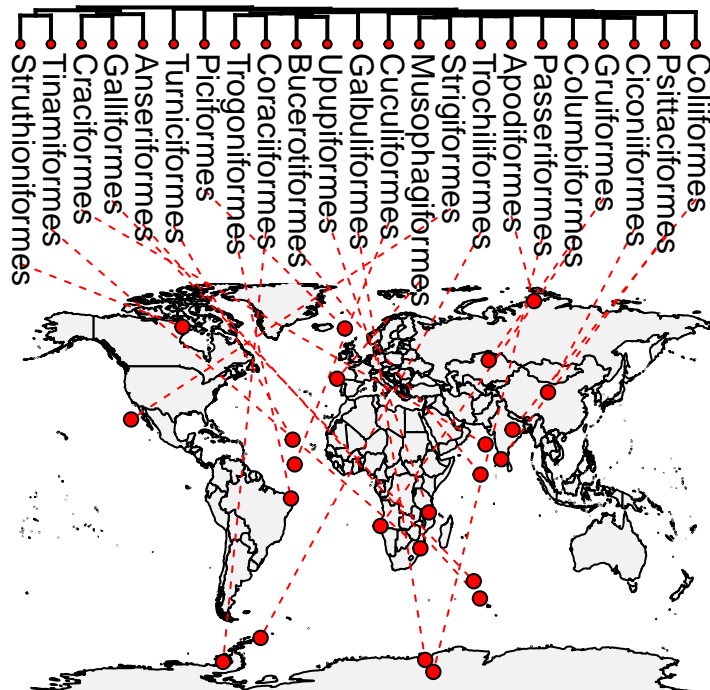 Struthioniformes
Tinamiformes
Craciformes
Galliformes
Anseriformes
Turniciformes
Piciformes
Trogoniformes
Coraciiformes
Bucerotiformes
Upupiformes
Galbuliformes
Cuculiformes
Musophagiformes
Strigiformes
Trochiliformes
Apodiformes
Passeriformes
Columbiformes
Gruiformes
Ciconiiformes
Psittaciformes
Coliiformes